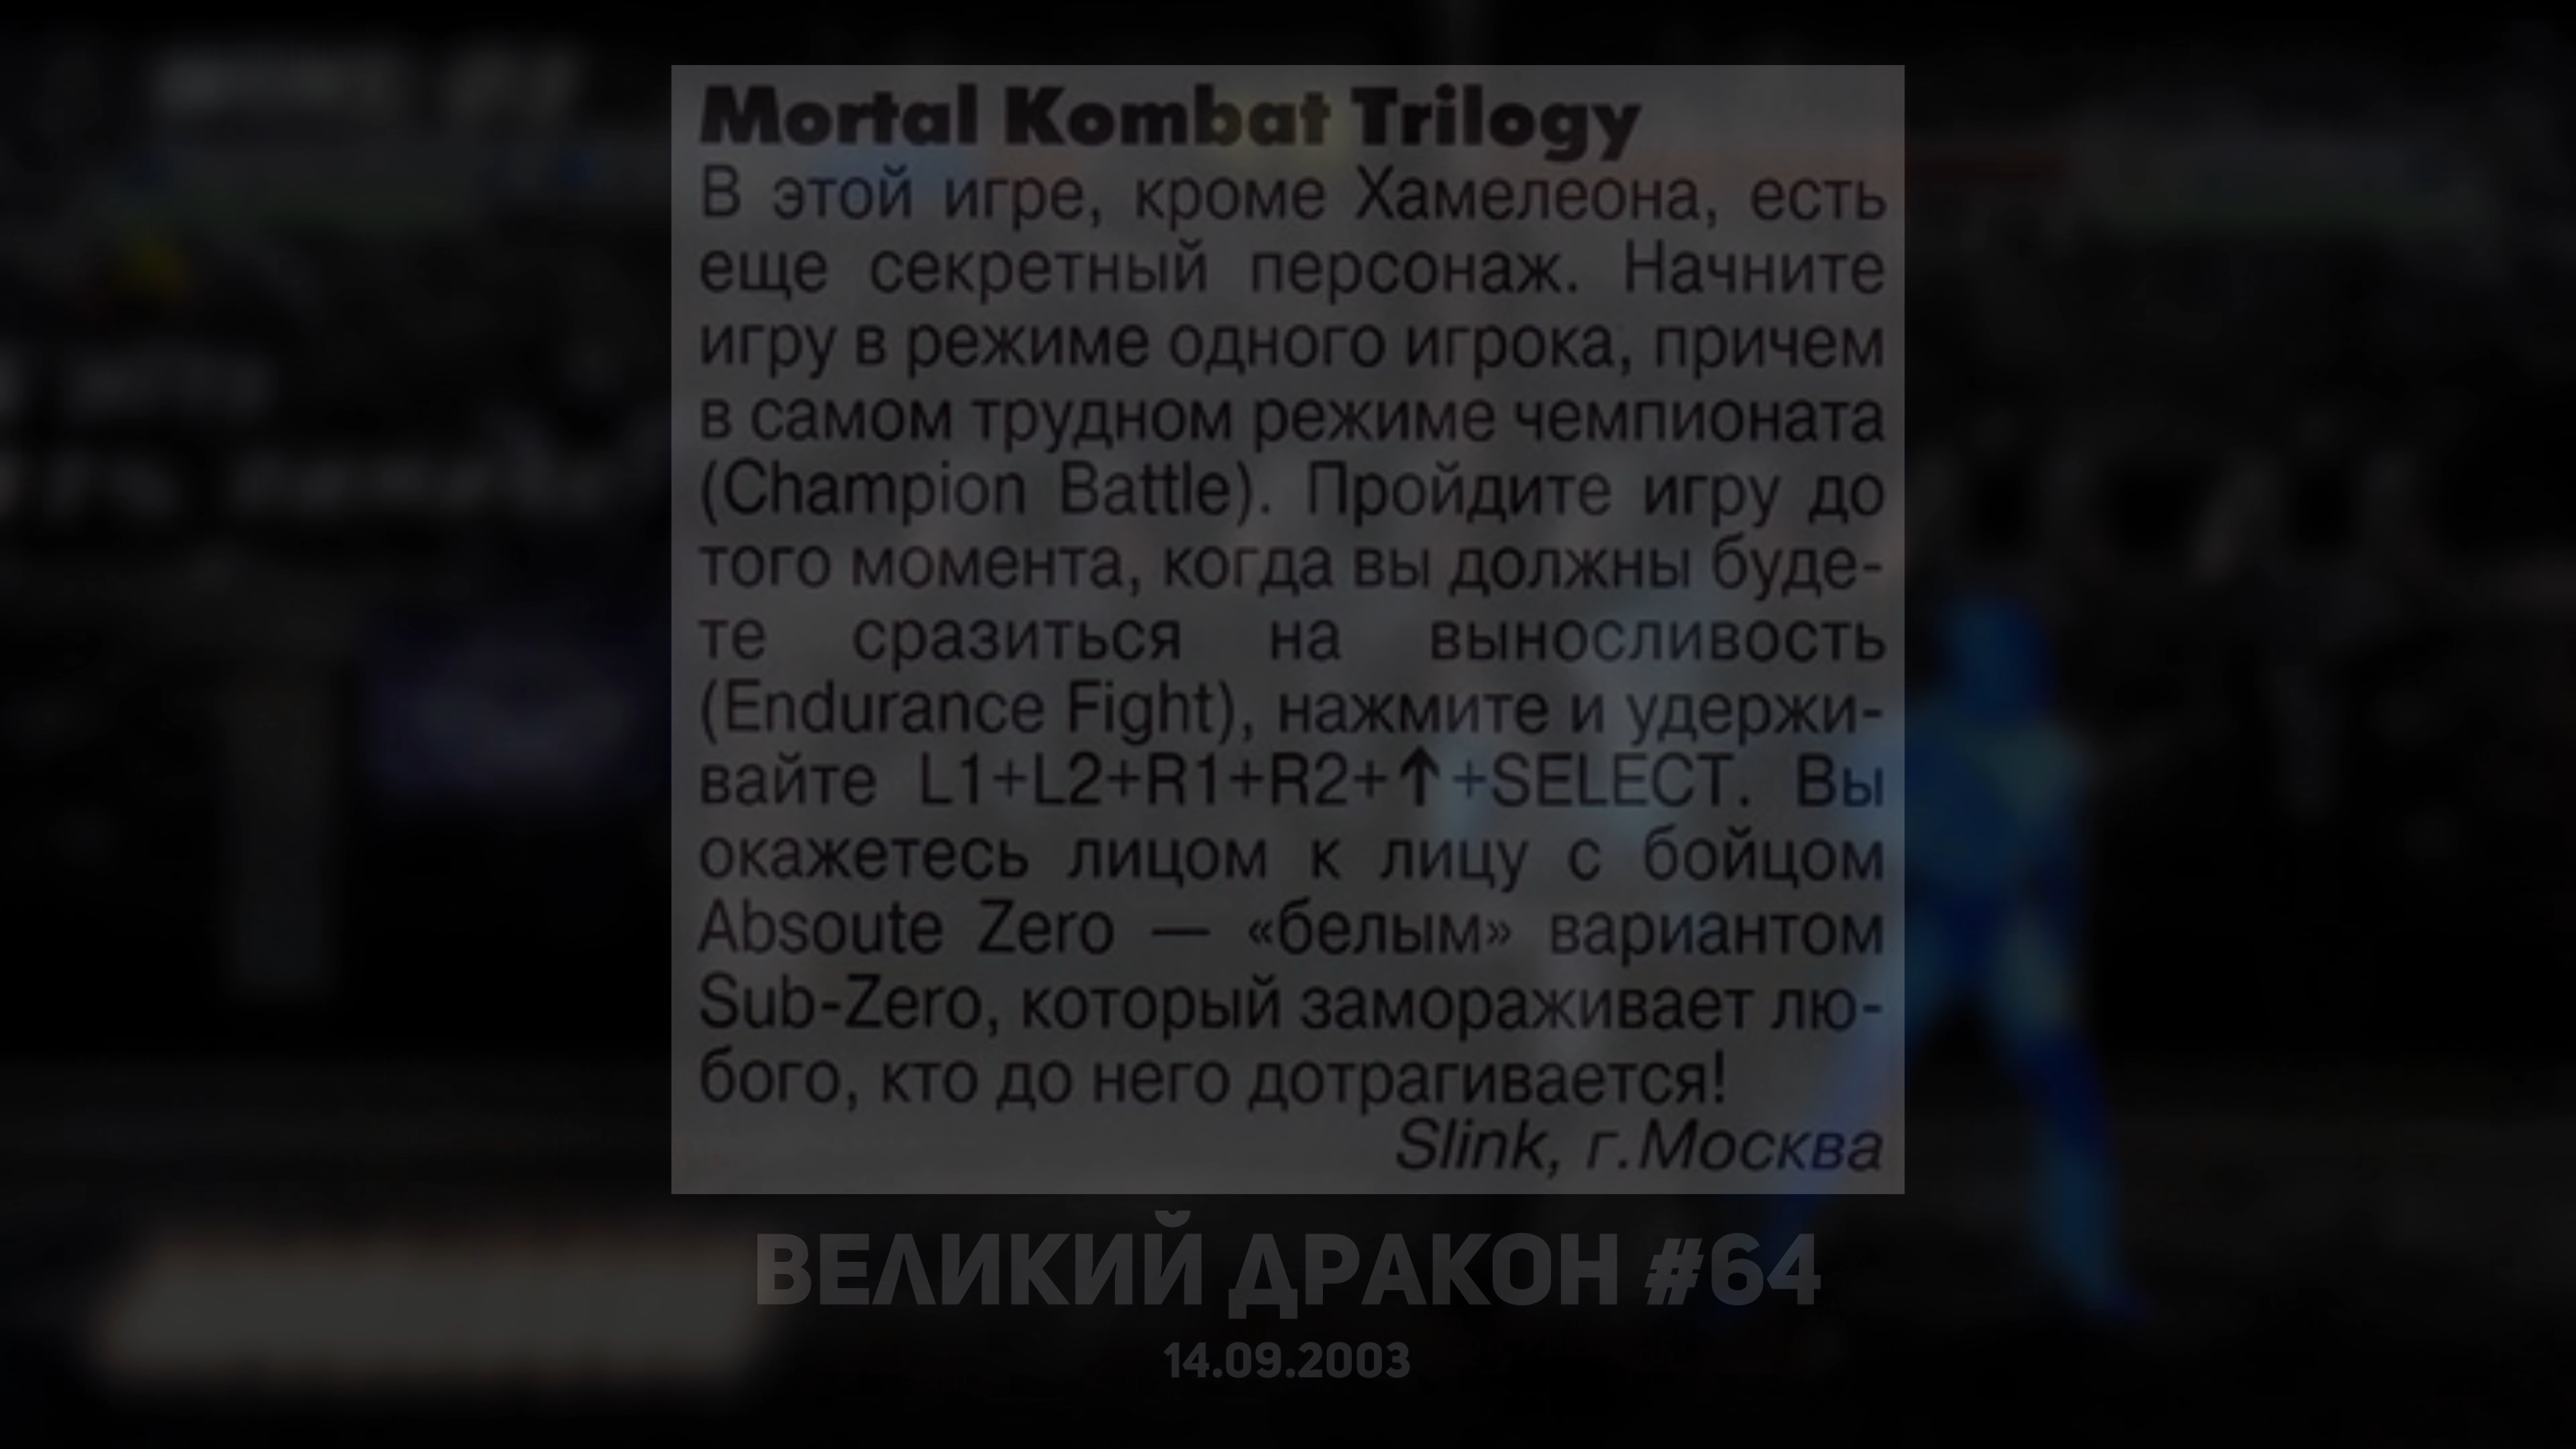 Mortal Kombat Trilogy
В этой игре, кроме Хамелеона, есть
еще секретный персонаж. Начните
игру в режиме одного игрока, причем
в самом трудном режиме чемпионата
(Champion Battle). Пройдите игру до
того момента, когда вы должны буде-
те сразиться на выносливость
(Endurance Fight), нажмите и удержи-
вайте L1+L2+R1+R2+↑+SELECT. Вы
окажетесь лицом к лицу с бойцом
Absoute Zero — «белым» вариантом
Sub-Zero, который замораживает лю-
бого, кто до него дотрагивается!
Slink, г.Москва
ВЕЛИКИЙ ДРАКОН #64
14.09.2003